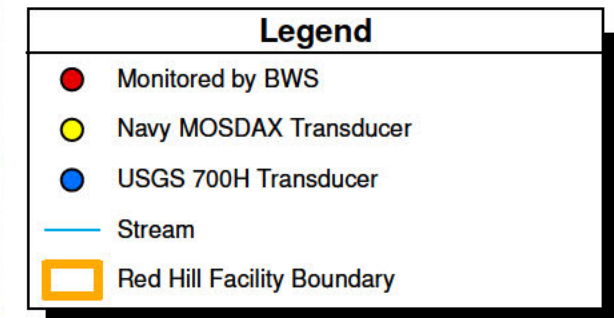 Legend
Monitored by BWS
Navy MOSDAX Transducer
USGS 700H Transducer
Stream
Red Hill Facility Boundary